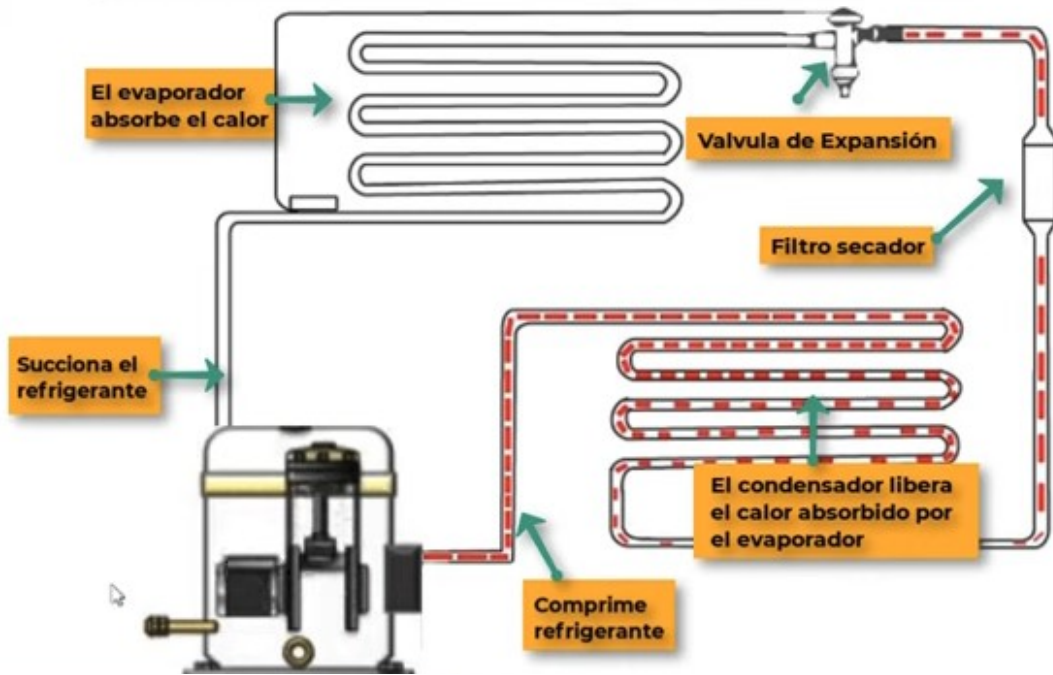 El evaporador
absorbe el calor
Valvula de Expansión
Filtro secador
Succiona el
refrigerante
El condensador libera
el calor absorbido por
el evaporador
Comprime
refrigerante